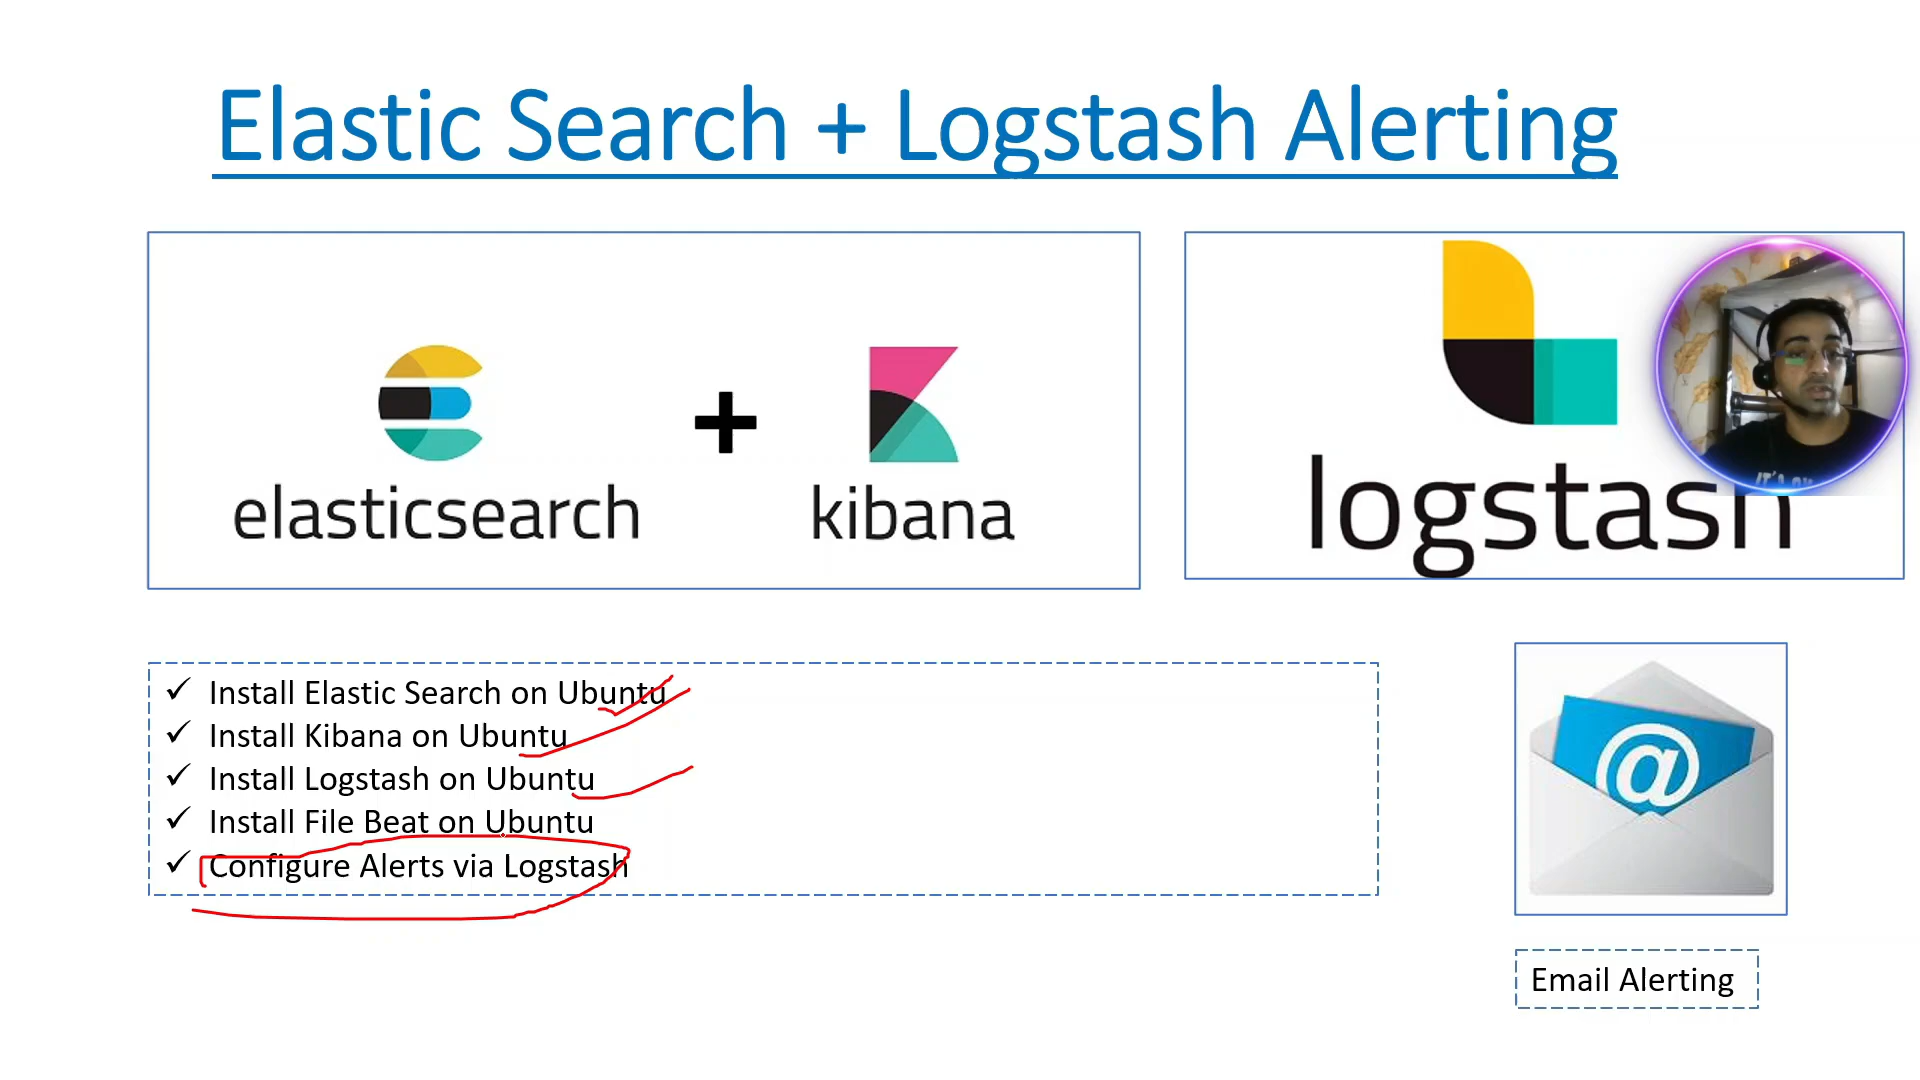 Elastic Search + Logstash Alerting
elasticsearch
+
kibana
logstash
✓ Install Elastic Search on Ubuntu
✓ Install Kibana on Ubuntu
✓ Install Logstash on Ubuntu
✓ Install File Beat on Ubuntu
✓ Configure Alerts via Logstash
@
Email Alerting